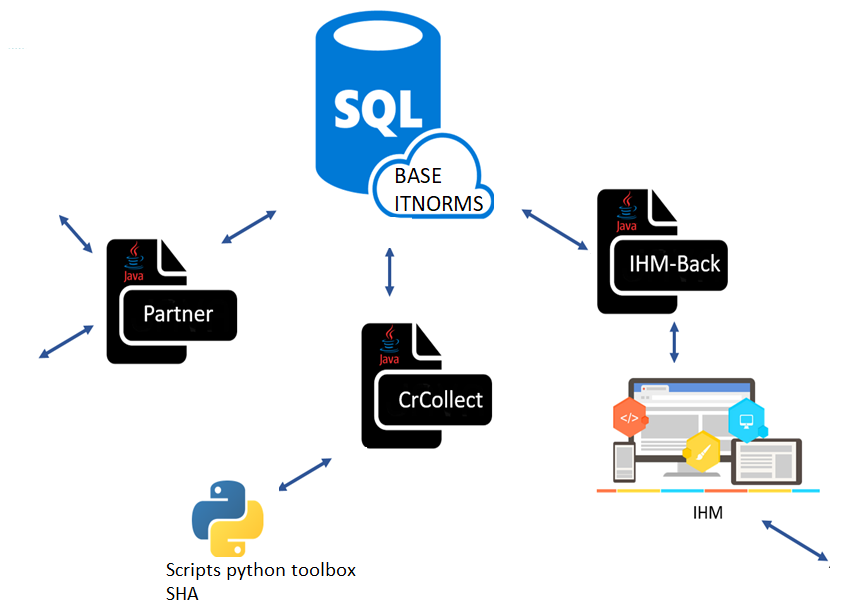 SQL
BASE
ITNORMS
Java
IHM-Back
Java
Partner
Java
CrCollect
</>
IHM
Scripts python toolbox
SHA